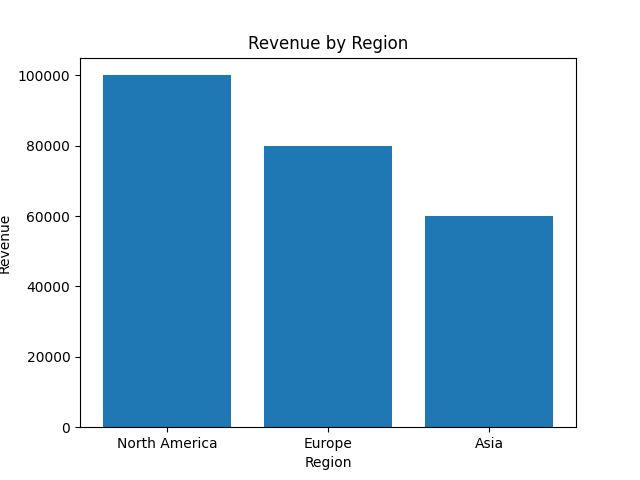 Revenue by Region
100000
80000
60000
40000
20000
0
Revenue
North America Europe Asia
Region